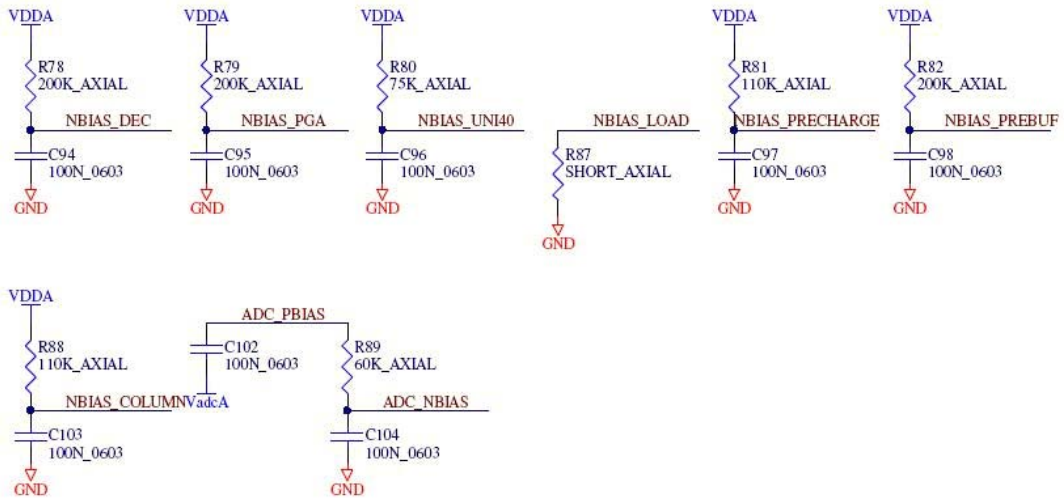 VDDA
R78
200K_AXIAL
NBIAS_DEC
C94
100N_0603
GND
VDDA
R79
200K_AXIAL
NBIAS_PGA
C95
100N_0603
GND
VDDA
R80
75K_AXIAL
NBIAS_UNI40
C96
100N_0603
GND
NBIAS_LOAD
R87
SHORT_AXIAL
GND
VDDA
R81
110K_AXIAL
NBIAS_PRECHARGE
C97
100N_0603
GND
VDDA
R82
200K_AXIAL
NBIAS_PREBUF
C98
100N_0603
GND
VDDA
R88
110K_AXIAL
NBIAS_COLUMN
C103
100N_0603
GND
ADC_PBIAS
C102
100N_0603
VadcA
R89
60K_AXIAL
ADC_NBIAS
C104
100N_0603
GND